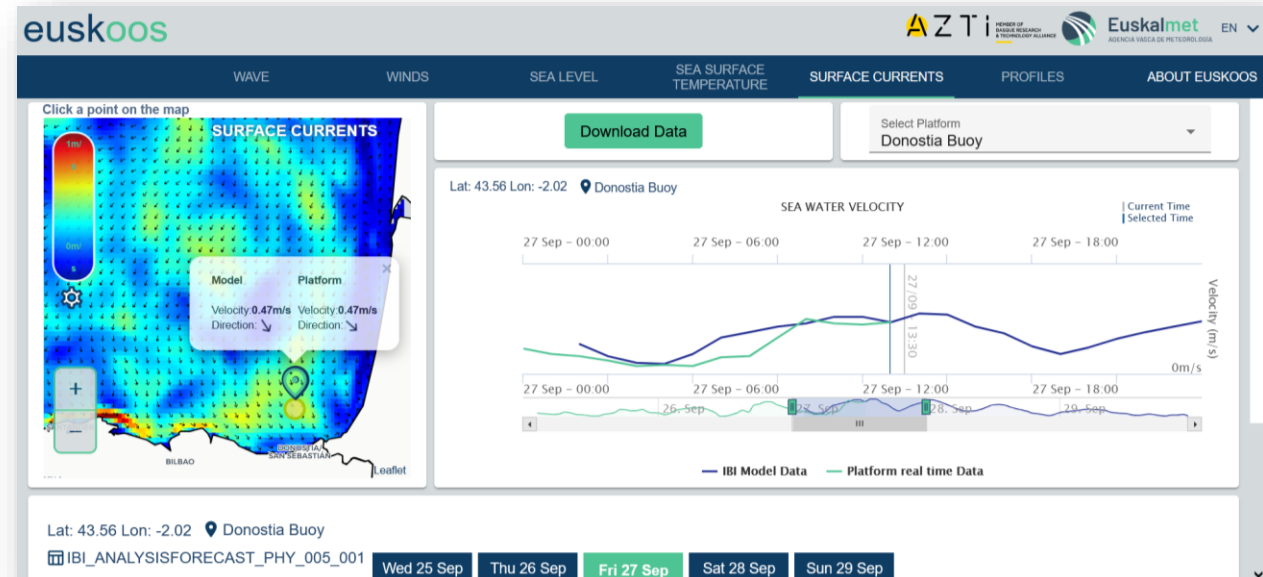 euskoos
AZTi
MEMBER OF
BASQUE RESEARCH
& TECHNOLOGY ALLIANCE
Euskalmet
AGENCIA VASCA DE METEOROLOGÍA
EN
WAVE
WINDS
SEA LEVEL
SEA SURFACE
TEMPERATURE
SURFACE CURRENTS
PROFILES
ABOUT EUSKOOS
Click a point on the map
SURFACE CURRENTS
1m/
s
0m/
s
Model Platform
Velocity:0.47m/s Velocity:0.47m/s
Direction: ↘ Direction: ↘
×
+
−
BILBAO
DONOSTIA/
SAN SEBASTIÁN
Leaflet
Download Data
Select Platform
Donostia Buoy
Lat: 43.56 Lon: -2.02 Donostia Buoy
SEA WATER VELOCITY
| Current Time
| Selected Time
27 Sep – 00:00 27 Sep – 06:00 27 Sep – 12:00 27 Sep – 18:00
27/09 13:30
Velocity (m/s)
0m/s
27 Sep – 00:00 27 Sep – 06:00 27 Sep – 12:00 27 Sep – 18:00
26. Sep 27. Sep 28. Sep 29. Sep
IBI Model Data Platform real time Data
Lat: 43.56 Lon: -2.02 Donostia Buoy
IBI_ANALYSISFORECAST_PHY_005_001
Wed 25 Sep Thu 26 Sep Fri 27 Sep Sat 28 Sep Sun 29 Sep